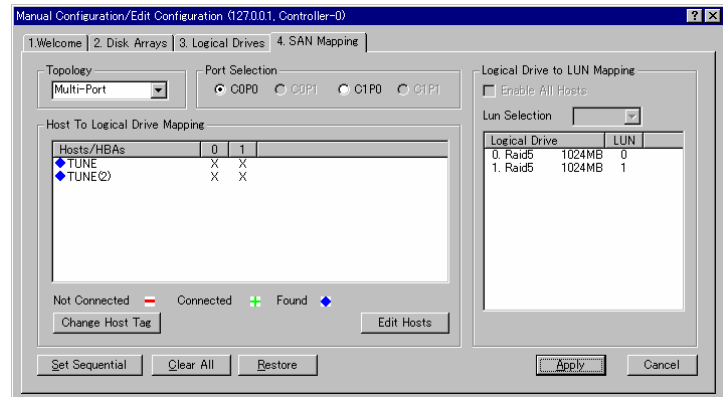 Manual Configuration/Edit Configuration (127.0.0.1, Controller-0)
1.Welcome 2. Disk Arrays 3. Logical Drives 4. SAN Mapping
Topology
Multi-Port
Port Selection
C0P0 C0P1 C1P0 C1P1
Logical Drive to LUN Mapping
Enable All Hosts
Lun Selection
Host To Logical Drive Mapping
Hosts/HBAs 0 1
TUNE X X
TUNE(2) X X
Logical Drive LUN
0. Raid5 1024MB 0
1. Raid5 1024MB 1
Not Connected Connected Found
Change Host Tag Edit Hosts
Set Sequential Clear All Restore Apply Cancel